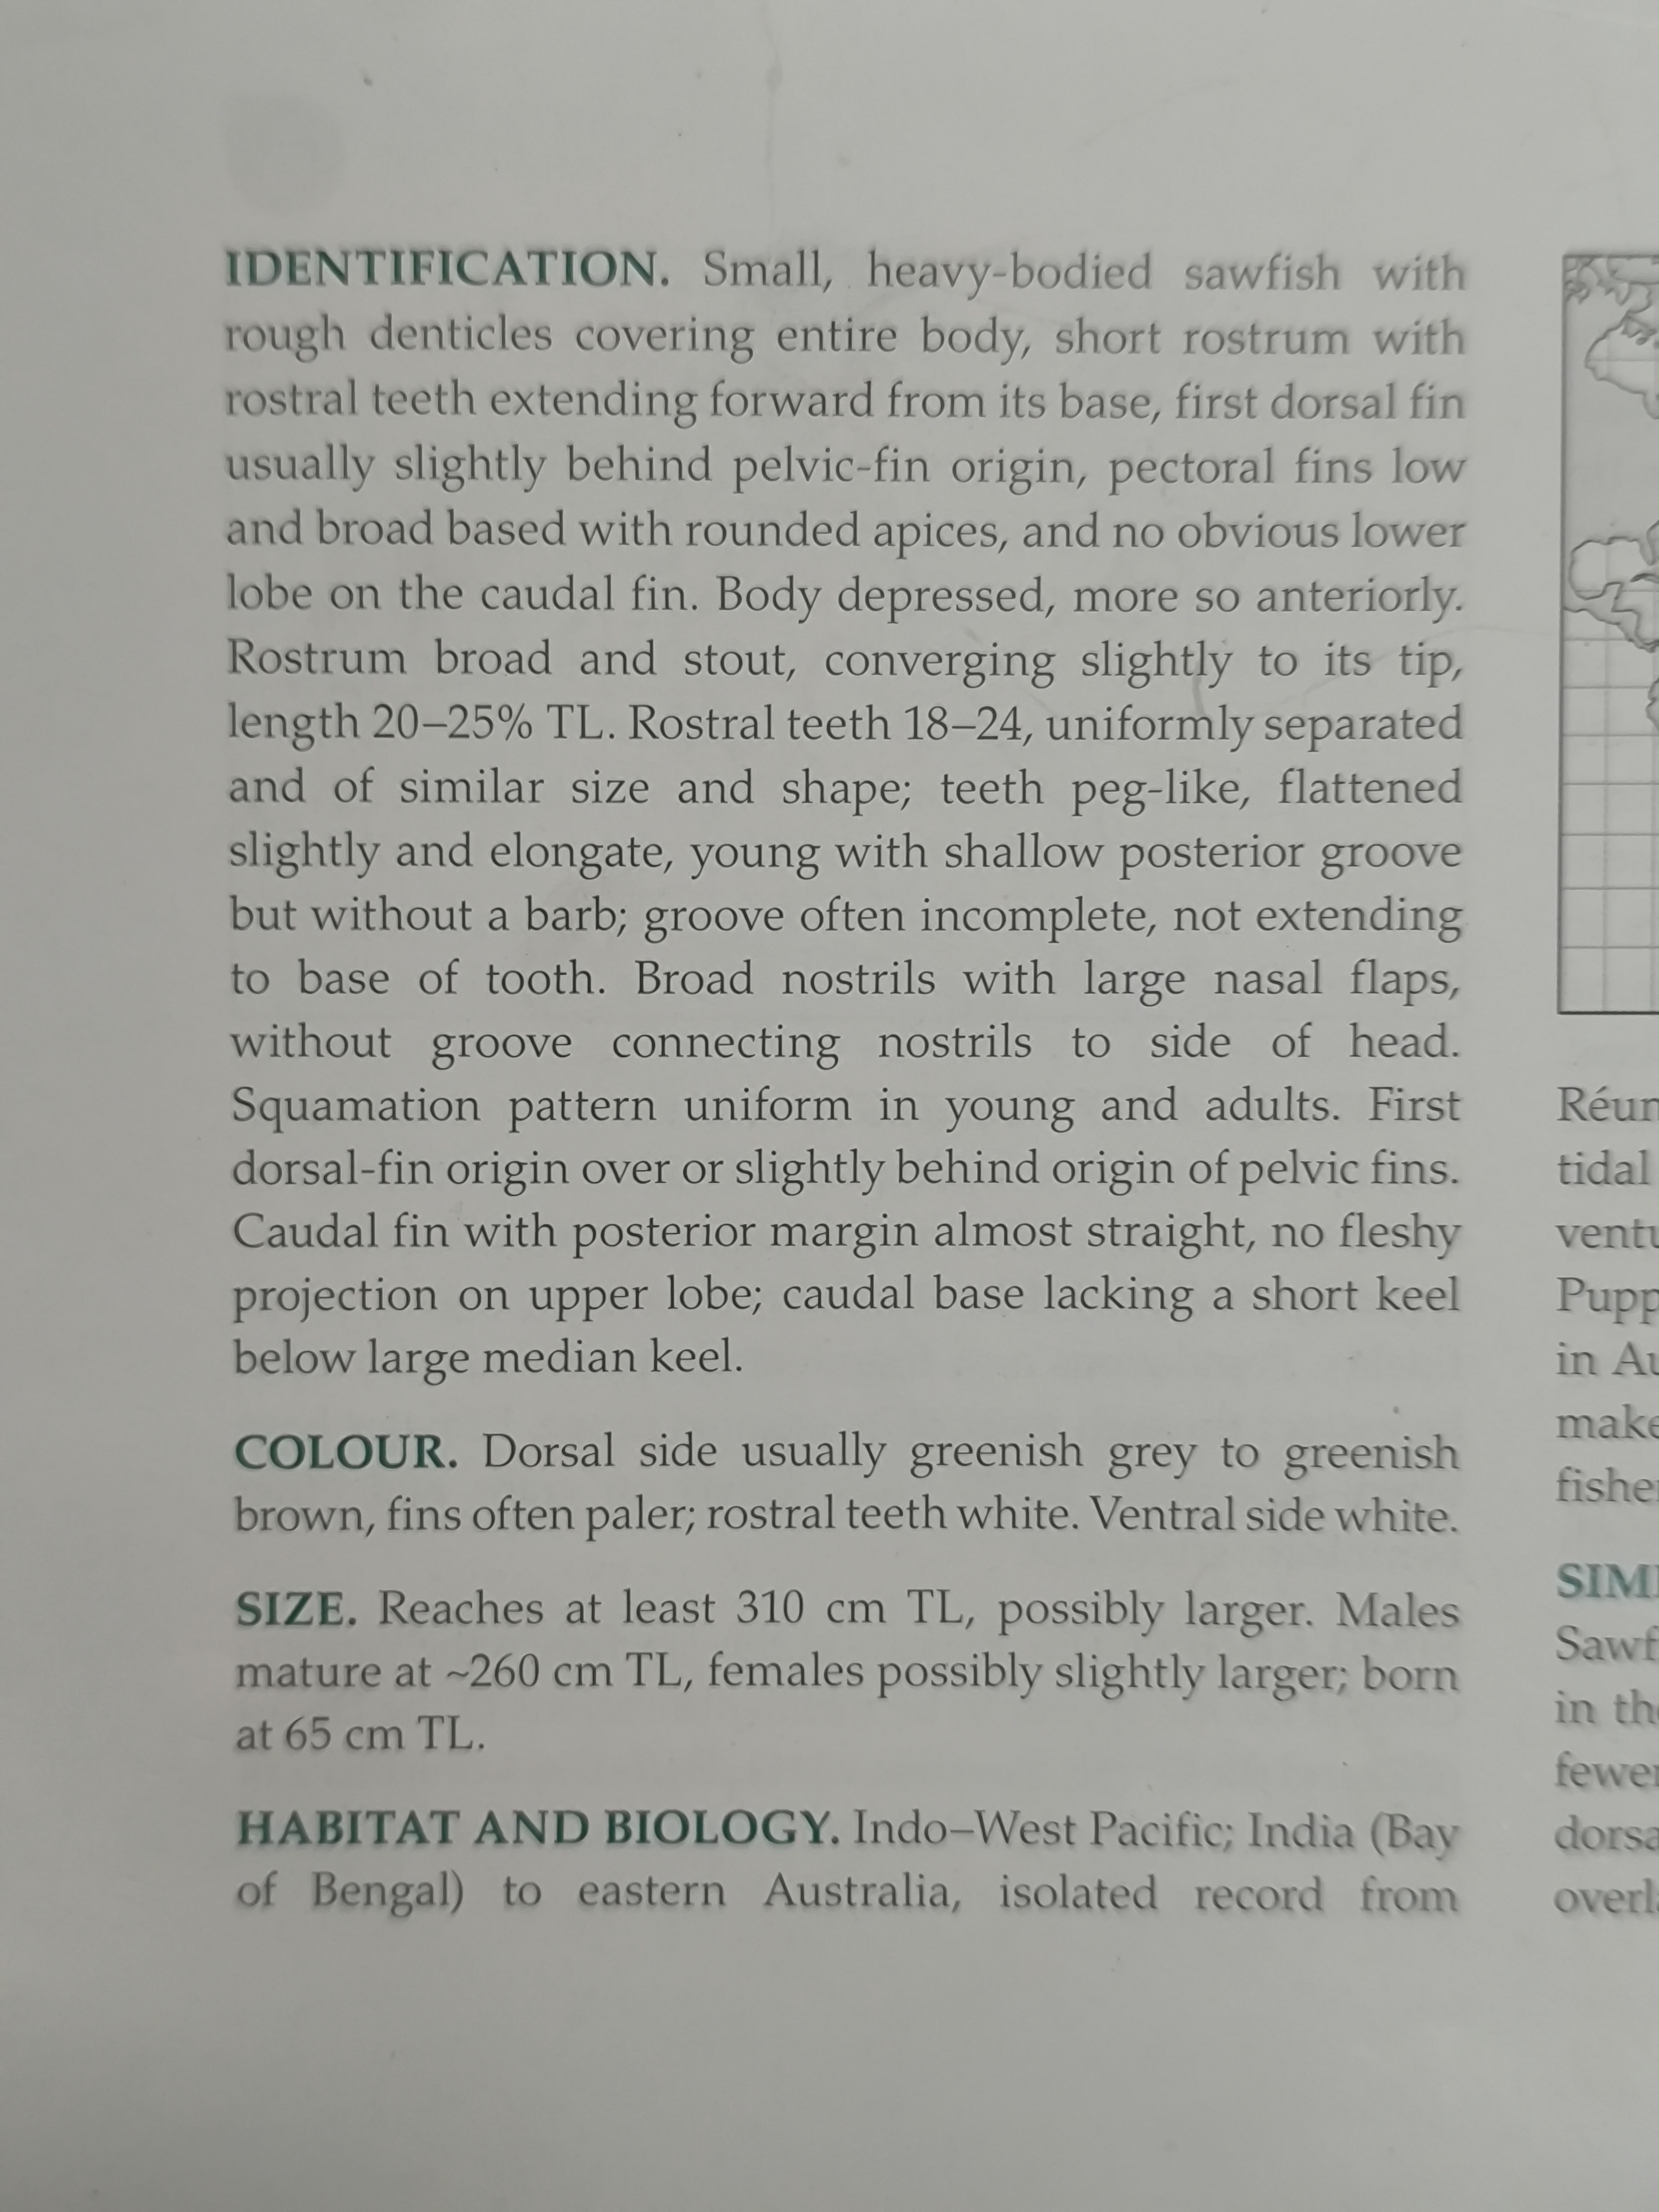 IDENTIFICATION. Small, heavy-bodied sawfish with
rough denticles covering entire body, short rostrum with
rostral teeth extending forward from its base, first dorsal fin
usually slightly behind pelvic-fin origin, pectoral fins low
and broad based with rounded apices, and no obvious lower
lobe on the caudal fin. Body depressed, more so anteriorly.
Rostrum broad and stout, converging slightly to its tip,
length 20–25% TL. Rostral teeth 18–24, uniformly separated
and of similar size and shape; teeth peg-like, flattened
slightly and elongate, young with shallow posterior groove
but without a barb; groove often incomplete, not extending
to base of tooth. Broad nostrils with large nasal flaps,
without groove connecting nostrils to side of head.
Squamation pattern uniform in young and adults. First
dorsal-fin origin over or slightly behind origin of pelvic fins.
Caudal fin with posterior margin almost straight, no fleshy
projection on upper lobe; caudal base lacking a short keel
below large median keel.
COLOUR. Dorsal side usually greenish grey to greenish
brown, fins often paler; rostral teeth white. Ventral side white.
SIZE. Reaches at least 310 cm TL, possibly larger. Males
mature at ~260 cm TL, females possibly slightly larger; born
at 65 cm TL.
HABITAT AND BIOLOGY. Indo–West Pacific; India (Bay
of Bengal) to eastern Australia, isolated record from
tidal
in
in